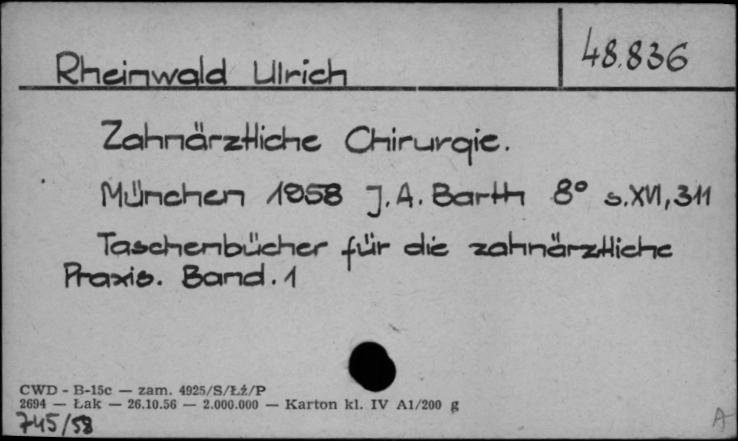 48.836
Rheinwald Ulrich
Zahnärztliche Chirurgie.
München 1958 J.A. Barth 8° s.XVI,311
Taschenbücher für die zahnärztliche
Praxis. Band.1
CWD - B-15c — zam. 4925/S/Łź/P
2694 — Łak — 26.10.56 — 2.000.000 — Karton kl. IV A1/200 g
745/58
A